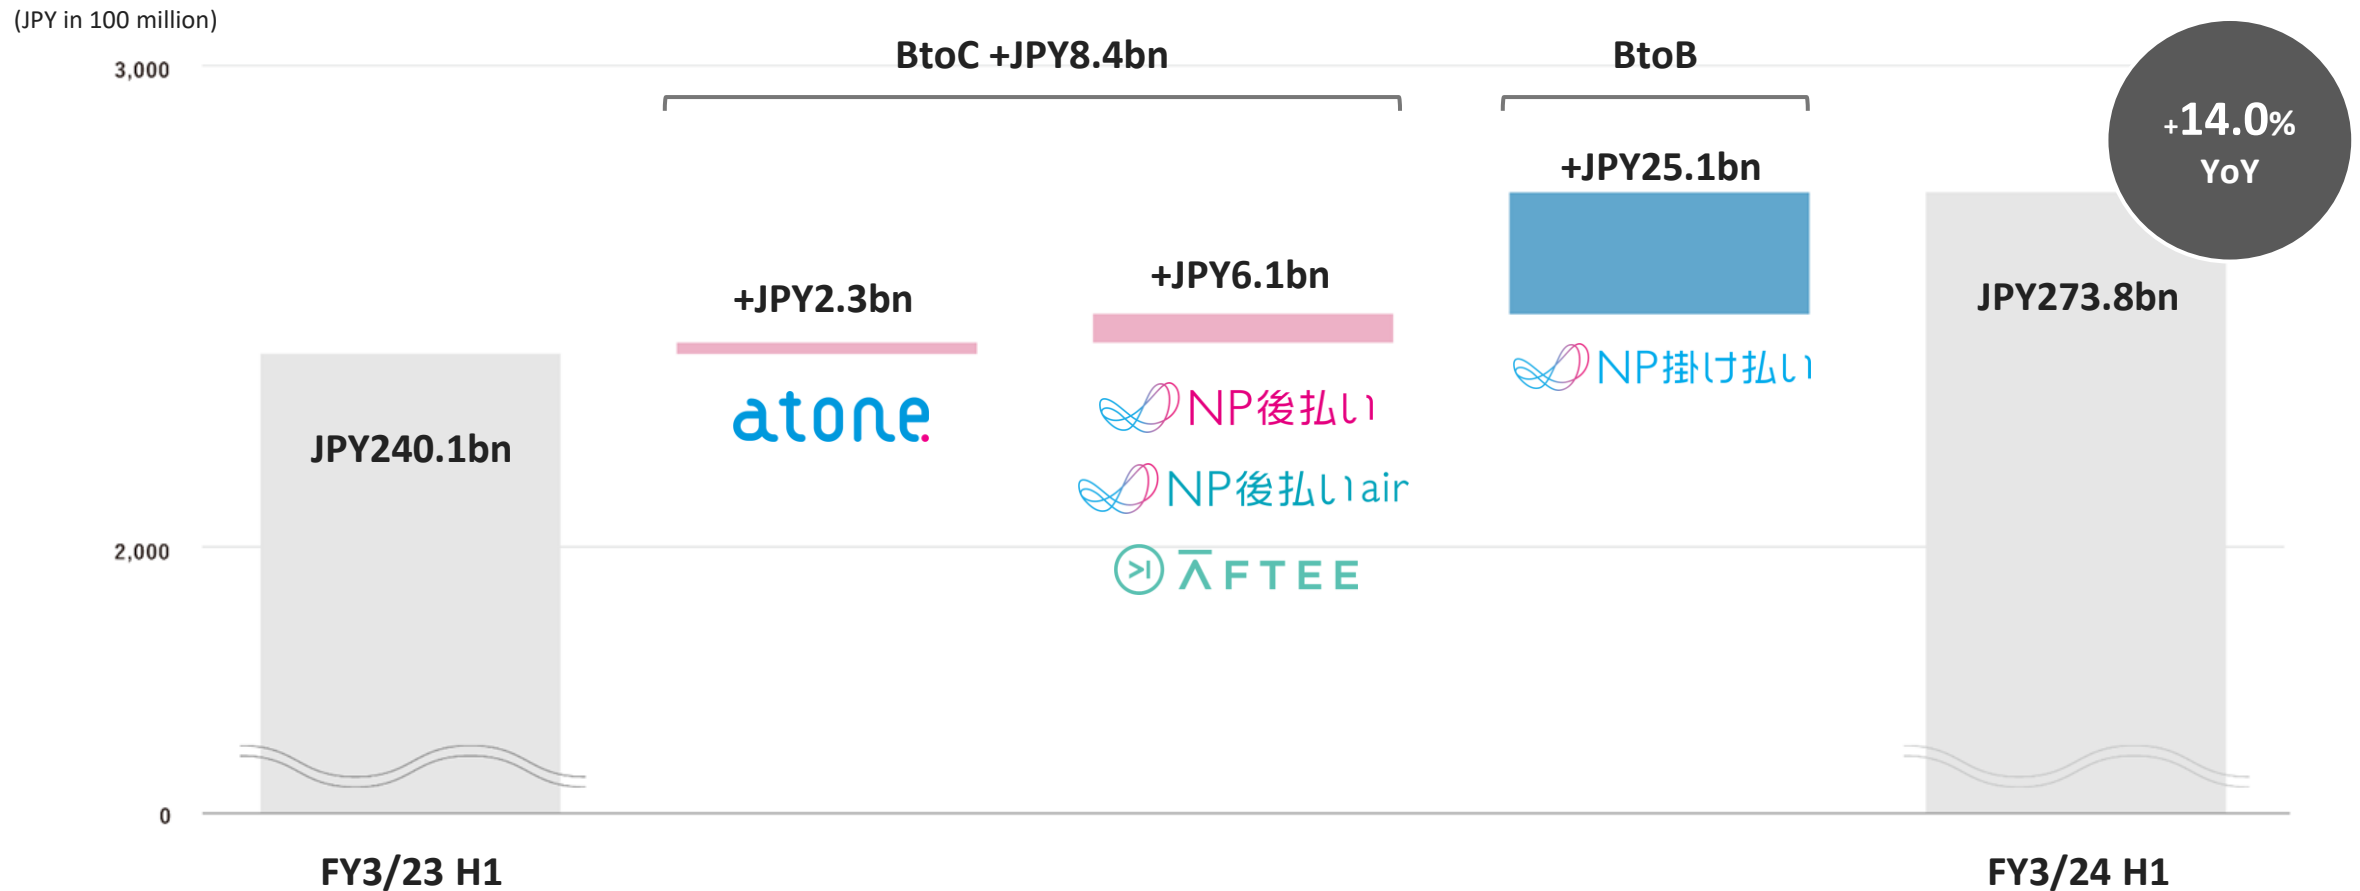 (JPY in 100 million)
BtoC +JPY8.4bn
BtoB
3,000
+14.0%
YoY
+JPY25.1bn
+JPY6.1bn
+JPY2.3bn
JPY273.8bn
NP掛け払い
atone.
NP後払い
JPY240.1bn
NP後払いair
2,000
AFTEE
0
FY3/23 H1
FY3/24 H1